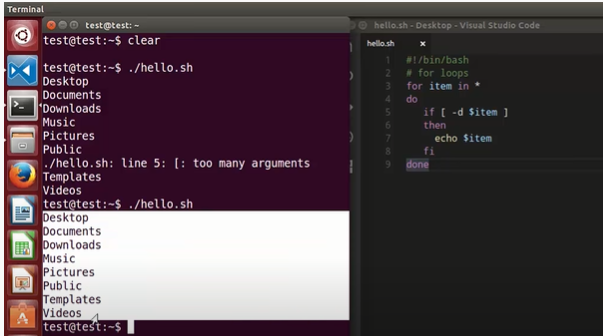 Terminal
test@test: ~
test@test:~$ clear
test@test:~$ ./hello.sh
Desktop
Documents
Downloads
Music
Pictures
Public
./hello.sh: line 5: [: too many arguments
Templates
Videos
test@test:~$ ./hello.sh
Desktop
Documents
Downloads
Music
Pictures
Public
Templates
Videos
test@test:~$
hello.sh - Desktop - Visual Studio Code
hello.sh
1 #!/bin/bash
2 # for loops
3 for item in *
4 do
5 if [ -d $item ]
6 then
7 echo $item
8 fi
9 done